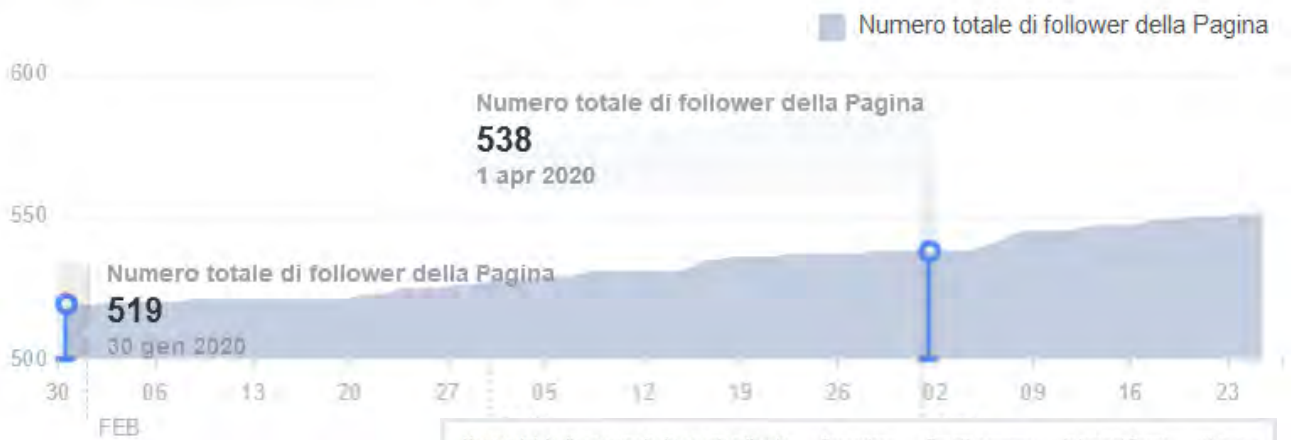 Numero totale di follower della Pagina
600
Numero totale di follower della Pagina
538
1 apr 2020
550
Numero totale di follower della Pagina
519
30 gen 2020
500
30 06 13 20 27 05 12 19 26 02 09 16 23
FEB